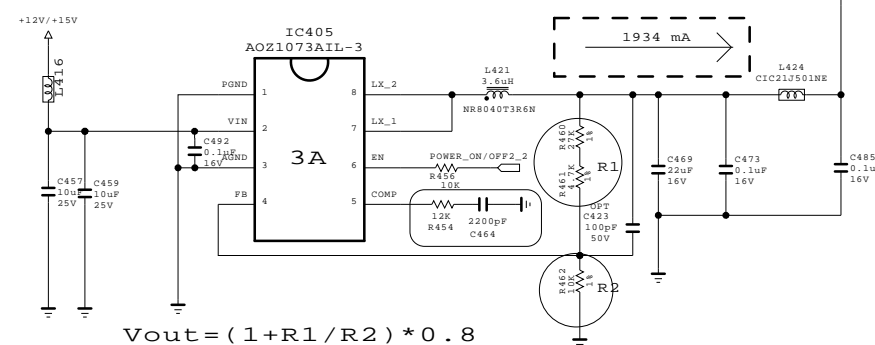 +12V/+15V
L416
IC405
AOZ1073AIL-3
PGND
1
VIN
2
AGND
3
FB
4
3A
8
LX_2
7
LX_1
6
EN
5
COMP
C492
0.1uF
16V
C457
10uF
25V
C459
10uF
25V
POWER_ON/OFF2_2
R456
10K
12K
R454
2200pF
C464
L421
3.6uH
NR8040T3R6N
1934 mA
L424
CIC21J501NE
R460
27K
1%
R461
4.7K
1%
R1
OPT
C423
100pF
50V
R462
10K
1%
R2
C469
22uF
16V
C473
0.1uF
16V
C485
0.1u
16V
Vout=(1+R1/R2)*0.8